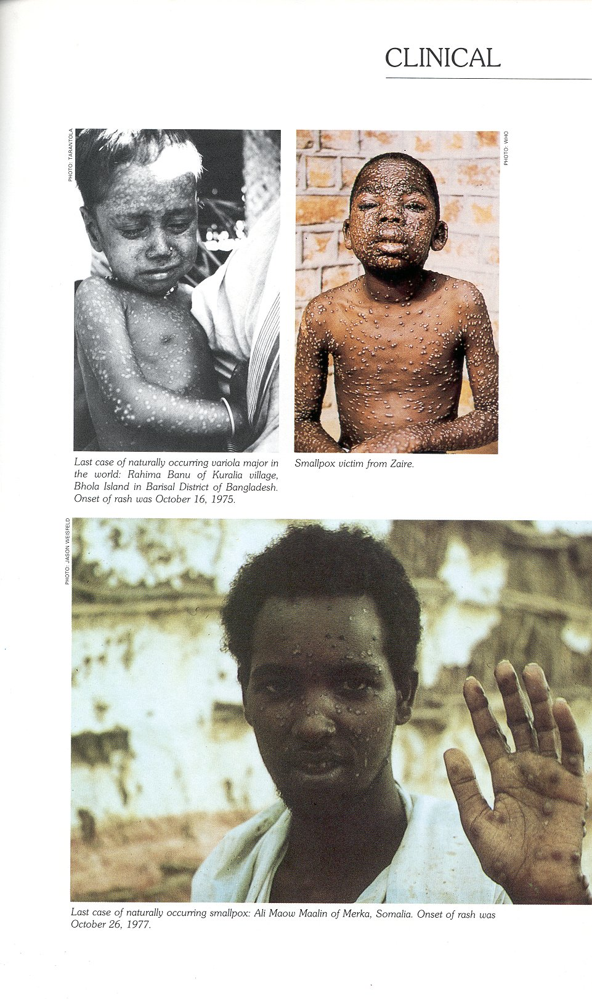 CLINICAL
PHOTO: TARANTOLA
PHOTO: WHO
Last case of naturally occurring variola major in
the world: Rahima Banu of Kuralia village,
Bhola Island in Barisal District of Bangladesh.
Onset of rash was October 16, 1975.
Smallpox victim from Zaire.
PHOTO: JASON WEISFELD
Last case of naturally occurring smallpox: Ali Maow Maalin of Merka, Somalia. Onset of rash was
October 26, 1977.